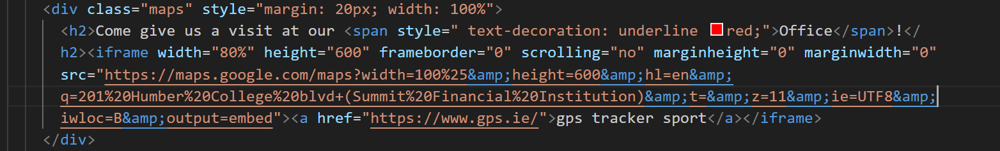 <div class="maps" style="margin: 20px; width: 100%">
<h2>Come give us a visit at our <span style=" text-decoration: underline red;">Office</span>!</
h2><iframe width="80%" height="600" frameborder="0" scrolling="no" marginheight="0" marginwidth="0"
src="https://maps.google.com/maps?width=100%25&amp;height=600&amp;hl=en&amp;
q=201%20Humber%20College%20blvd+(Summit%20Financial%20Institution)&amp;t=&amp;z=11&amp;ie=UTF8&amp;
iwloc=B&amp;output=embed"><a href="https://www.gps.ie/">gps tracker sport</a></iframe>
</div>